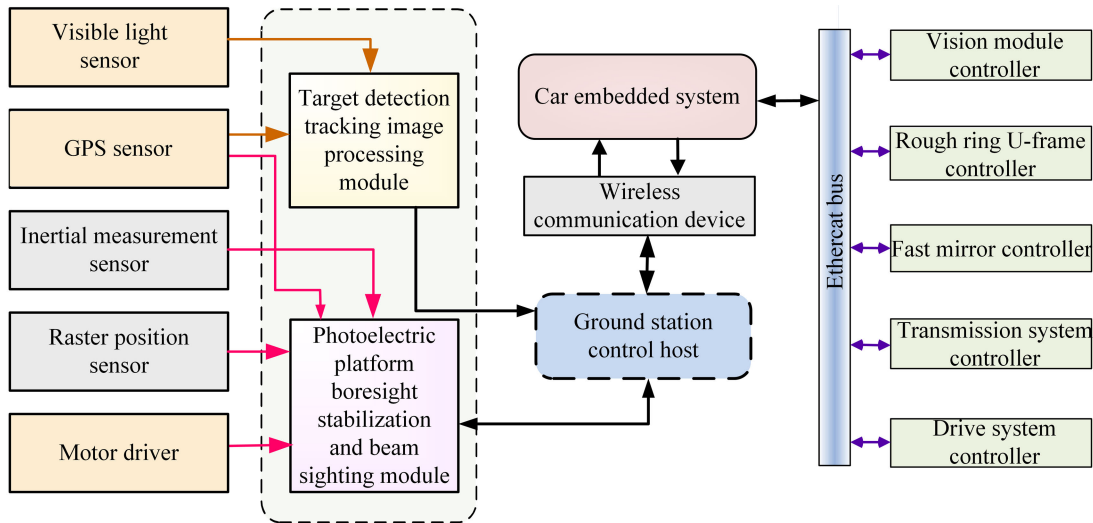 Visible light
sensor
GPS sensor
Inertial measurement
sensor
Raster position
sensor
Motor driver
Target detection
tracking image
processing
module
Photoelectric
platform
boresight
stabilization
and beam
sighting module
Car embedded system
Wireless
communication device
Ground station
control host
Ethercat bus
Vision module
controller
Rough ring U-frame
controller
Fast mirror controller
Transmission system
controller
Drive system
controller